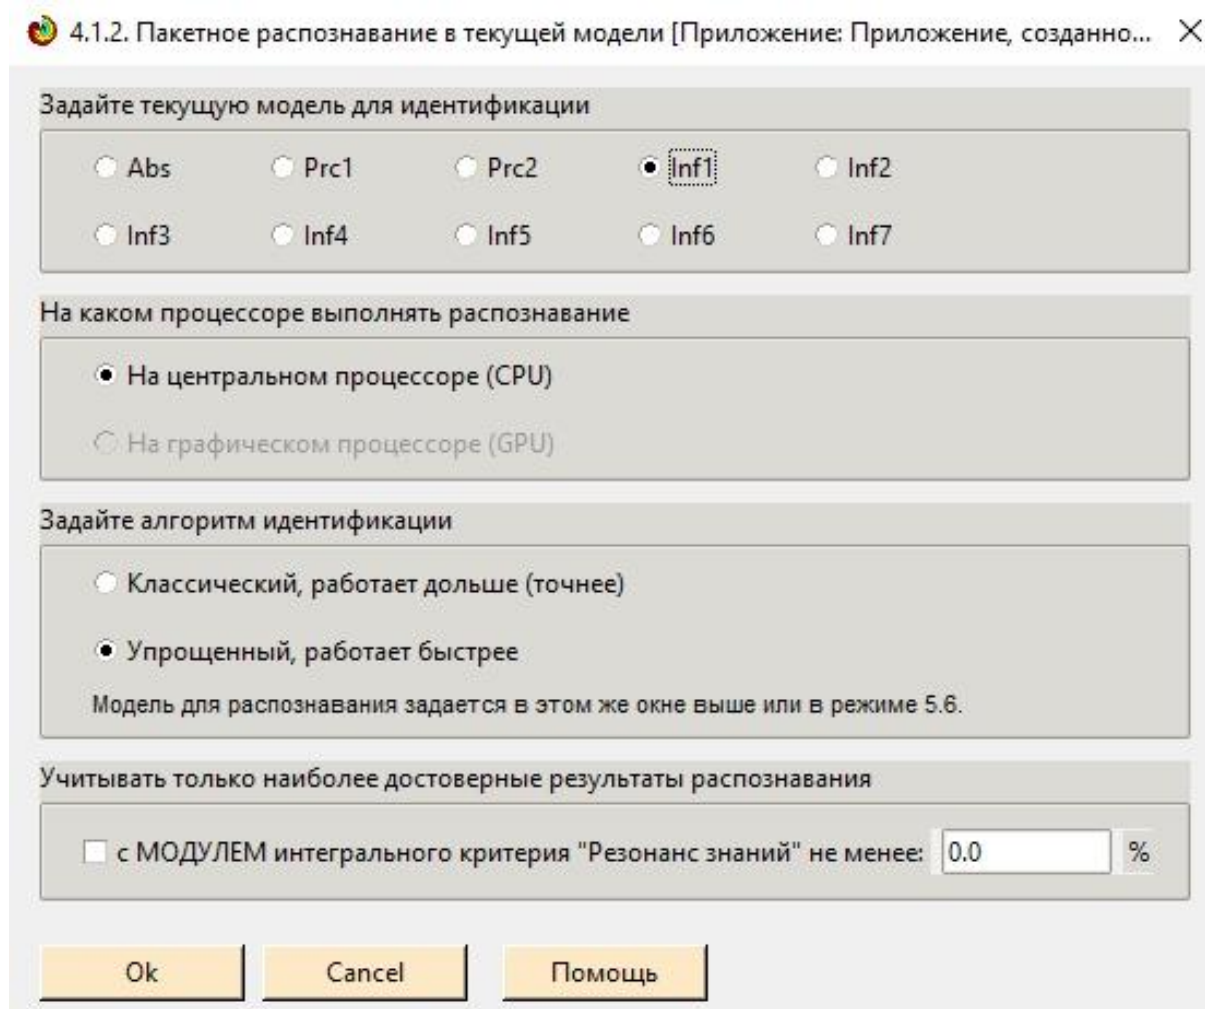 4.1.2. Пакетное распознавание в текущей модели [Приложение: Приложение, созданно...
Задайте текущую модель для идентификации
Abs Prc1 Prc2 Inf1 Inf2
Inf3 Inf4 Inf5 Inf6 Inf7
На каком процессоре выполнять распознавание
На центральном процессоре (CPU)
На графическом процессоре (GPU)
Задайте алгоритм идентификации
Классический, работает дольше (точнее)
Упрощенный, работает быстрее
Модель для распознавания задается в этом же окне выше или в режиме 5.6.
Учитывать только наиболее достоверные результаты распознавания
с МОДУЛЕМ интегрального критерия "Резонанс знаний" не менее: 0.0 %
Ok Cancel Помощь